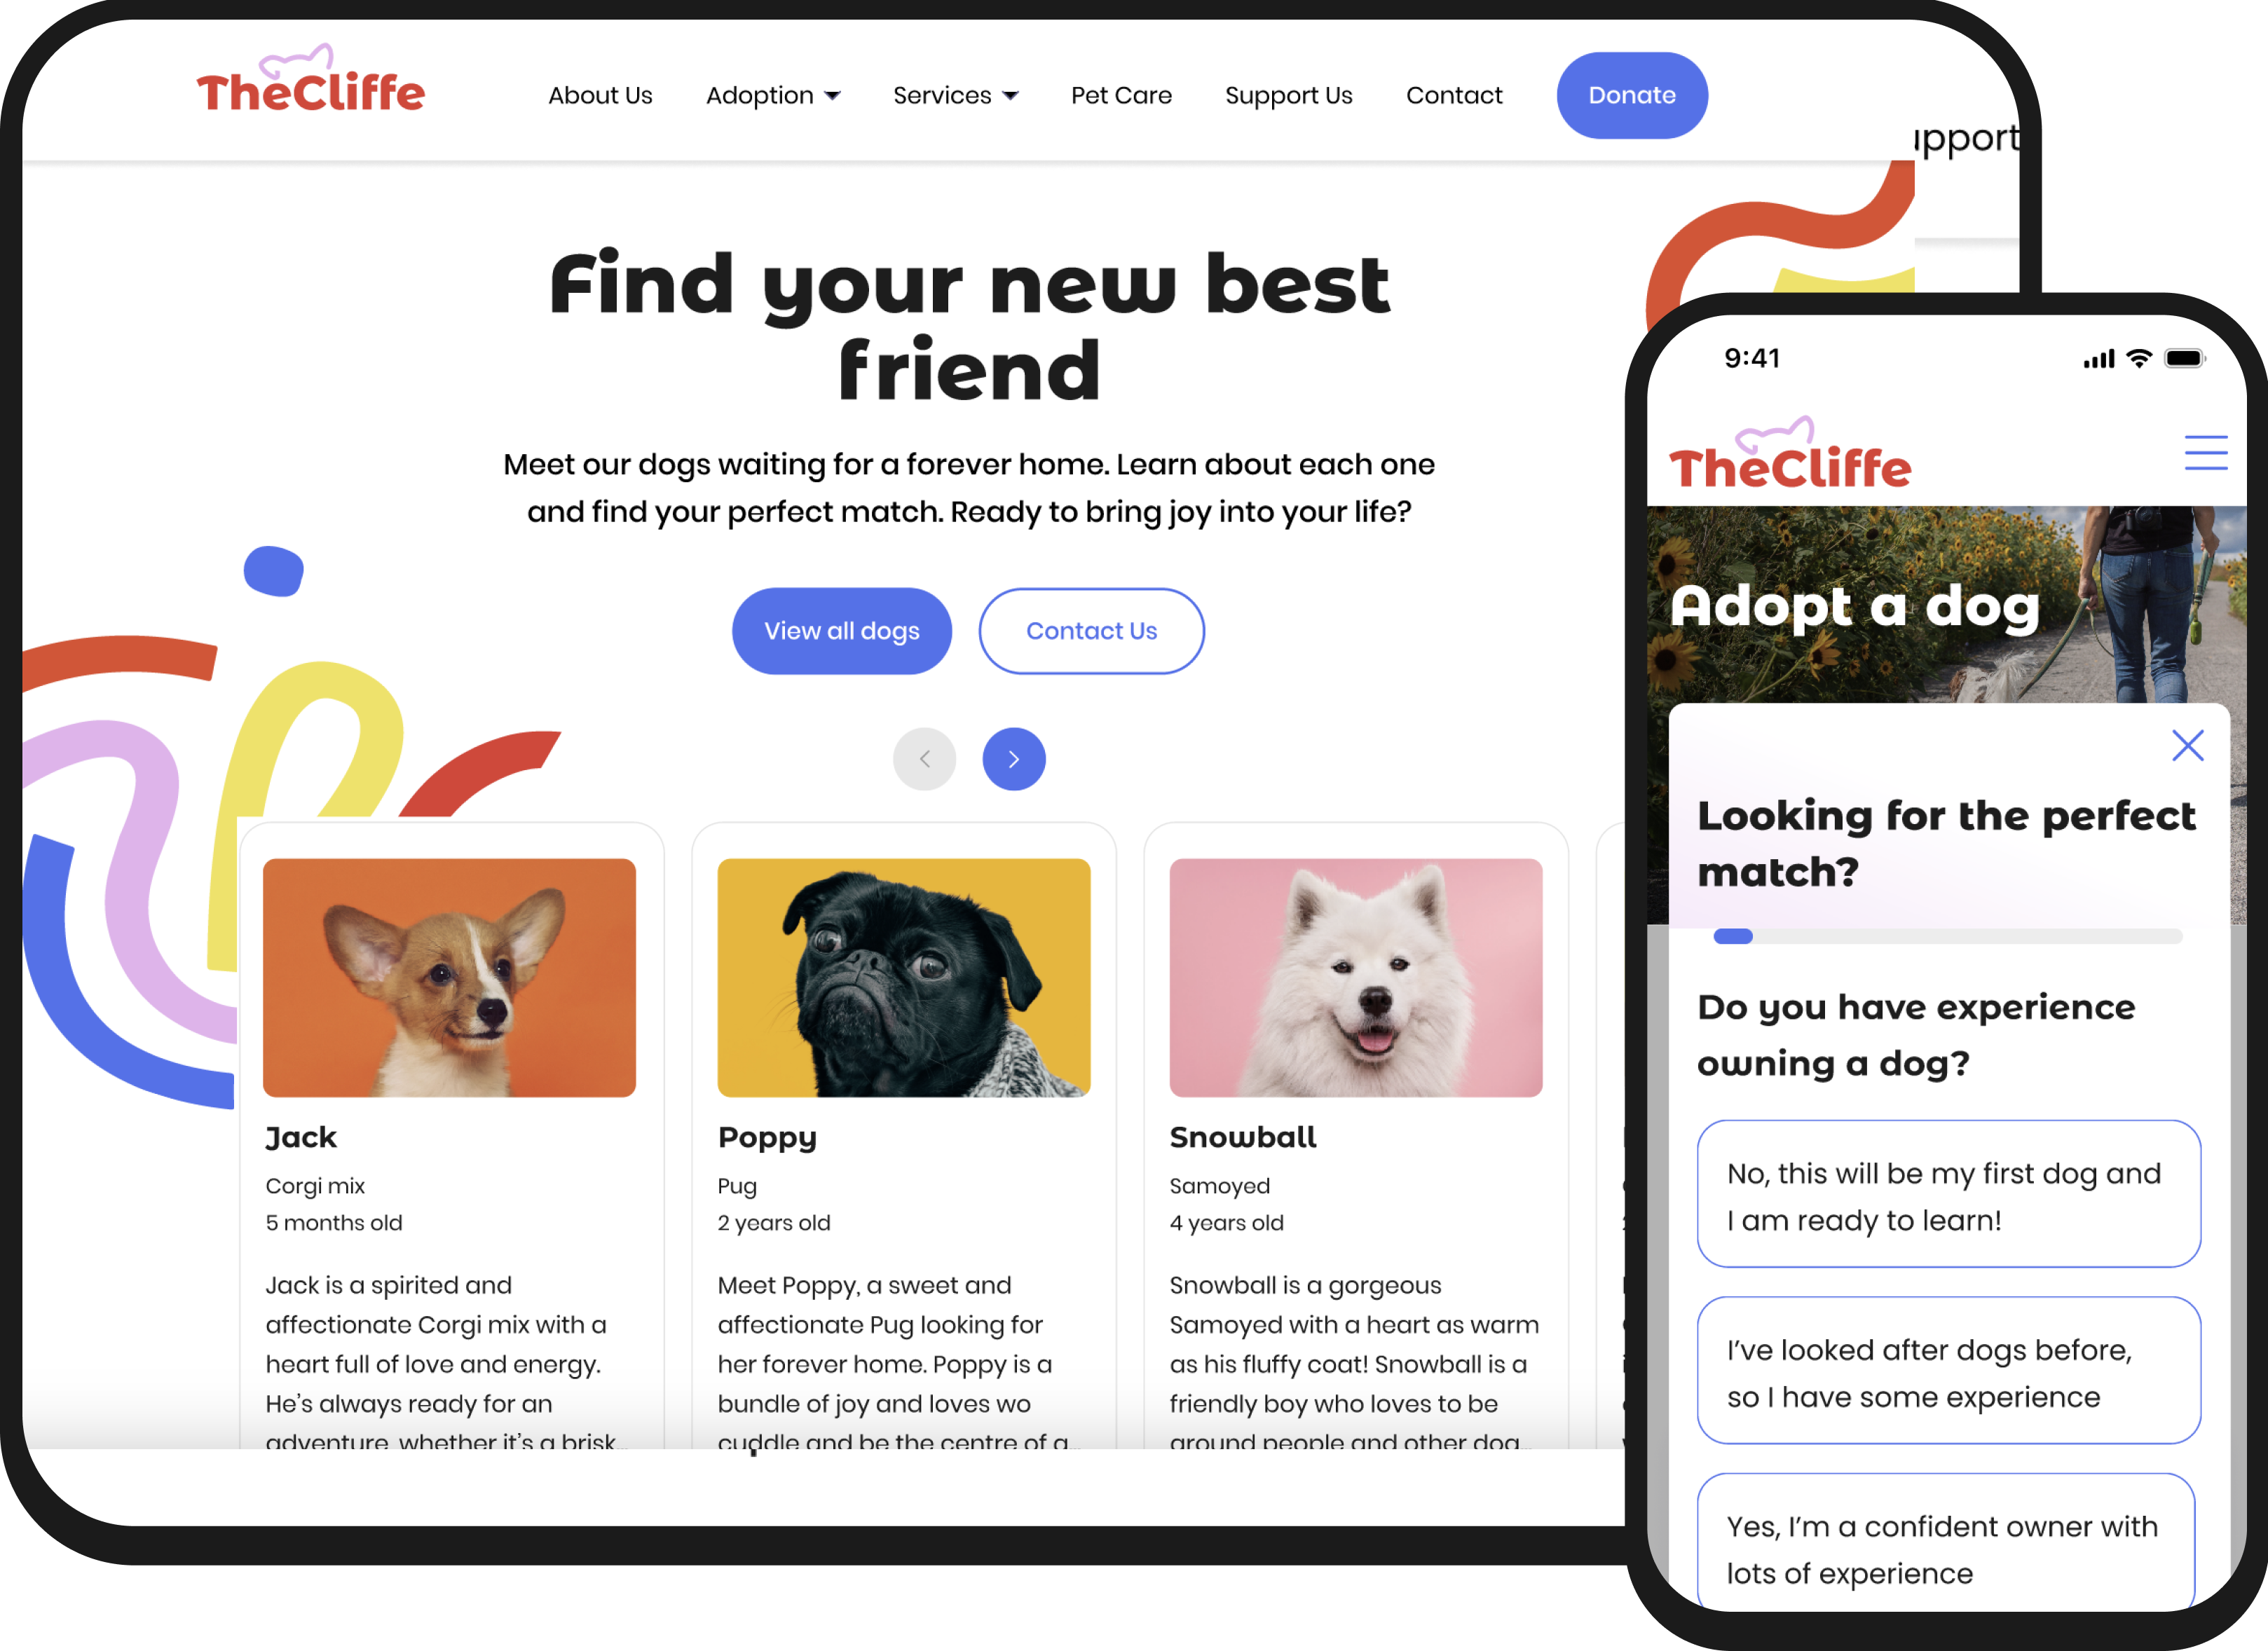 TheCliffe
About Us
Adoption
Services
Pet Care
Support Us
Contact
Donate
upport
Find your new best
friend
Meet our dogs waiting for a forever home. Learn about each one
and find your perfect match. Ready to bring joy into your life?
View all dogs
Contact Us
Jack
Corgi mix
5 months old
Jack is a spirited and
affectionate Corgi mix with a
heart full of love and energy.
He's always ready for an
adventure, whether it's a brisk...
Poppy
Pug
2 years old
Meet Poppy, a sweet and
affectionate Pug looking for
her forever home. Poppy is a
bundle of joy and loves wo
cuddle and be the centre of a...
Snowball
Samoyed
4 years old
Snowball is a gorgeous
Samoyed with a heart as warm
as his fluffy coat! Snowball is a
friendly boy who loves to be
around people and other dog...
9:41
TheCliffe
Adopt a dog
Looking for the perfect
match?
Do you have experience
owning a dog?
No, this will be my first dog and
I am ready to learn!
I've looked after dogs before,
so I have some experience
Yes, I'm a confident owner with
lots of experience